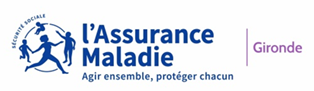 SÉCURITÉ SOCIALE
l'Assurance
Maladie
Agir ensemble, protéger chacun
Gironde